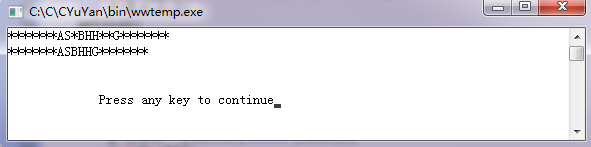 C:\C\CYuYan\bin\wwtemp.exe
*******AS*BHH**G*******
*******ASBHHG*******
Press any key to continue